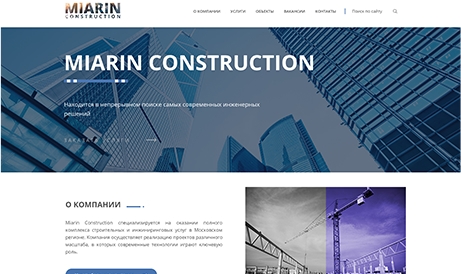 MIARIN
CONSTRUCTION
О КОМПАНИИ УСЛУГИ ОБЪЕКТЫ ВАКАНСИИ КОНТАКТЫ Поиск по сайту
MIARIN CONSTRUCTION
Находится в непрерывном поиске самых современных инженерных
решений
ЗАКАЗАТЬ УСЛУГИ
О КОМПАНИИ
Miarin Construction специализируется на оказании полного
комплекса строительных и инжиниринговых услуг в Московском
регионе. Компания осуществляет реализацию проектов различного
масштаба, в которых современные технологии играют ключевую
роль.